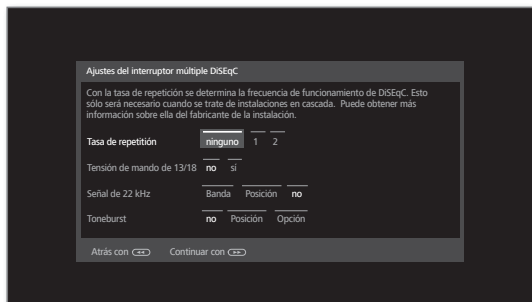 Ajustes del interruptor múltiple DiSEqC
Con la tasa de repetición se determina la frecuencia de funcionamiento de DiSEqC. Esto
sólo será necesario cuando se trate de instalaciones en cascada. Puede obtener más
información sobre ella del fabricante de la instalación.
Tasa de repetitión ninguno 1 2
Tensión de mando de 13/18 no sí
Señal de 22 kHz Banda Posición no
Toneburst no Posición Opción
Atrás con ◄◄ Continuar con ►►